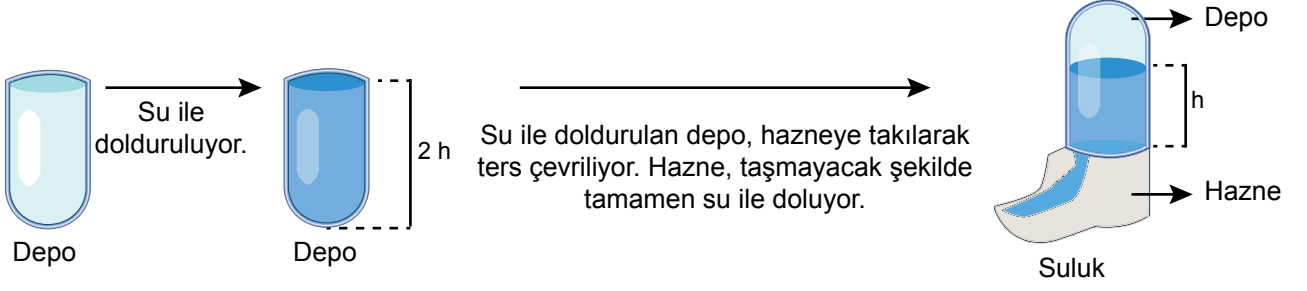 Depo
Su ile
dolduruluyor.
2 h
Depo
Su ile doldurulan depo, hazneye takılarak
ters çevriliyor. Hazne, taşmayacak şekilde
tamamen su ile doluyor.
Depo
h
Hazne
Suluk